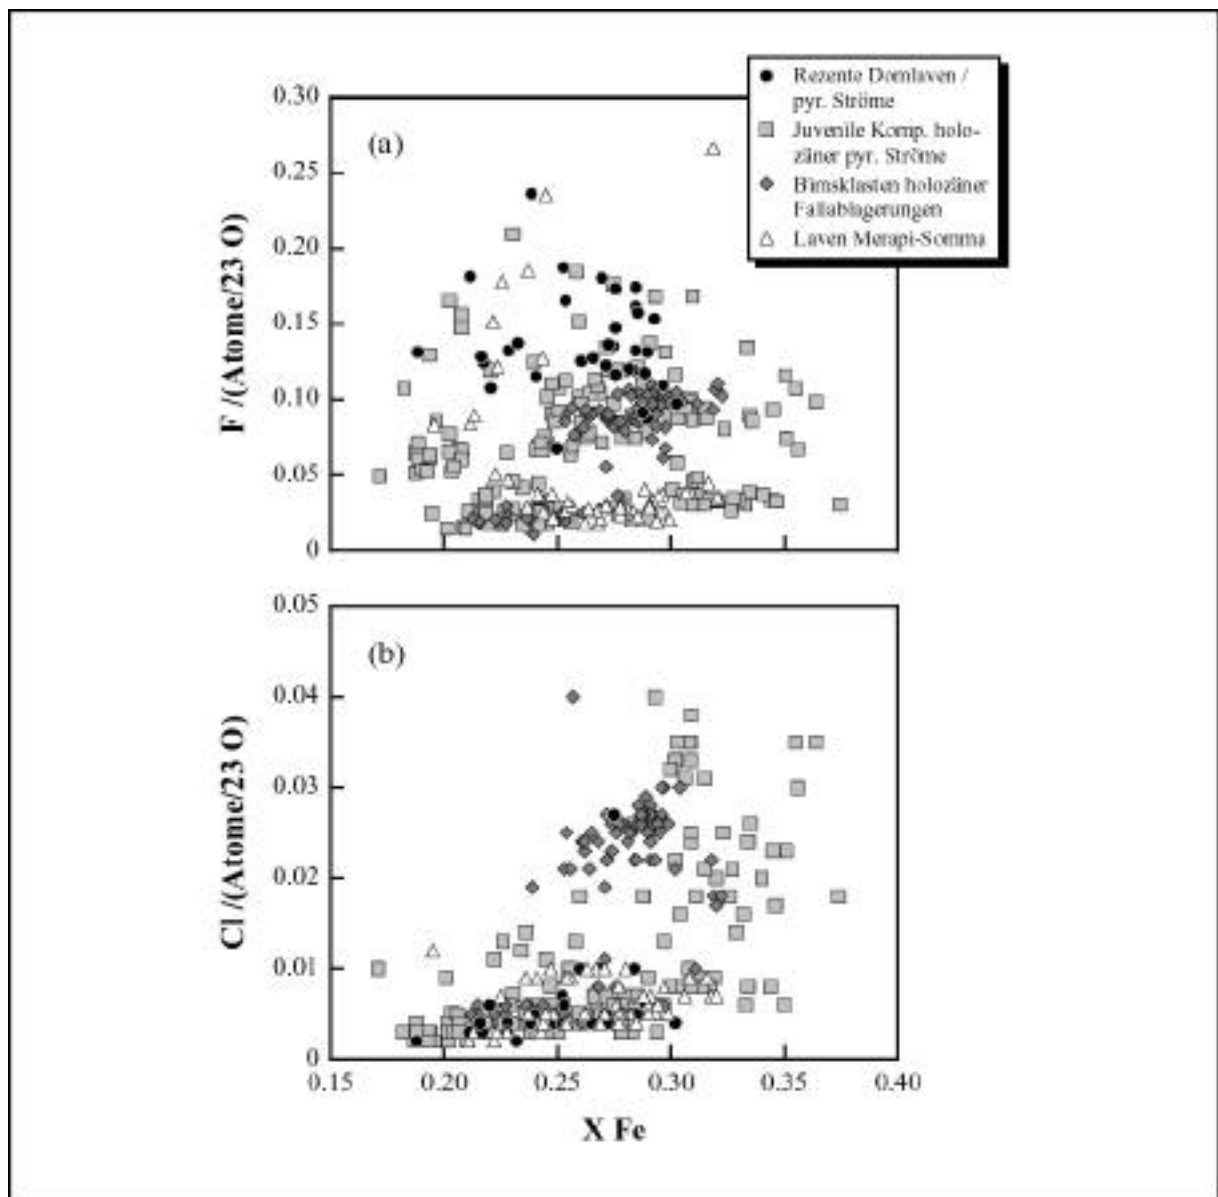 Rezente Domlaven /
pyr. Ströme
Juvenile Komp. holo-
zäner pyr. Ströme
Bimsklasten holozäner
Fallablagerungen
Laven Merapi-Somma
(a)
0.30
0.25
0.20
0.15
0.10
0.05
0
F /(Atome/23 O)
(b)
0.05
0.04
0.03
0.02
0.01
0
Cl /(Atome/23 O)
0.15 0.20 0.25 0.30 0.35 0.40
X Fe